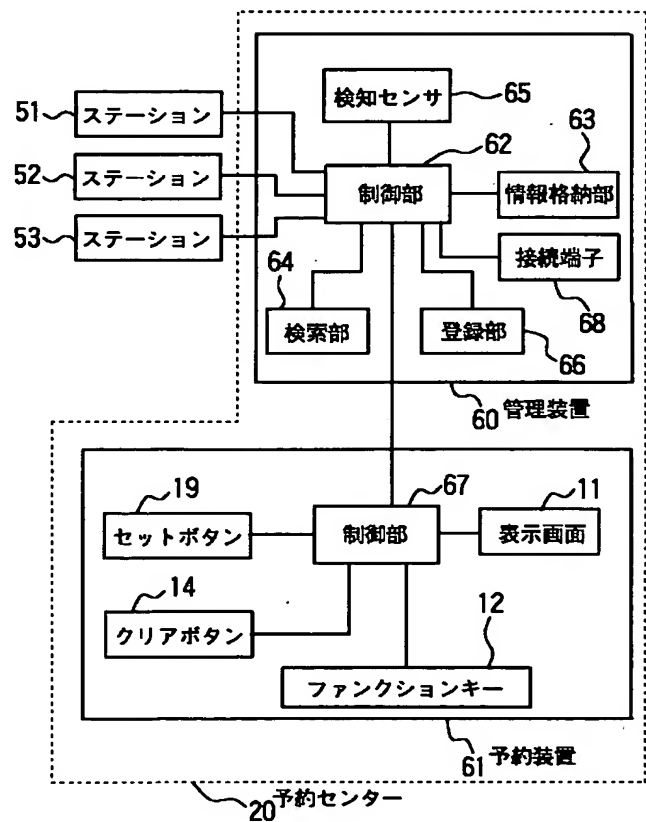 65
検知センサ
51
ステーション
62
63
制御部
情報格納部
52
ステーション
53
ステーション
接続端子
68
64
検索部
登録部
66
60
管理装置
67
19
11
セットボタン
制御部
表示画面
14
クリアボタン
12
ファンクションキー
61
予約装置
20
予約センター